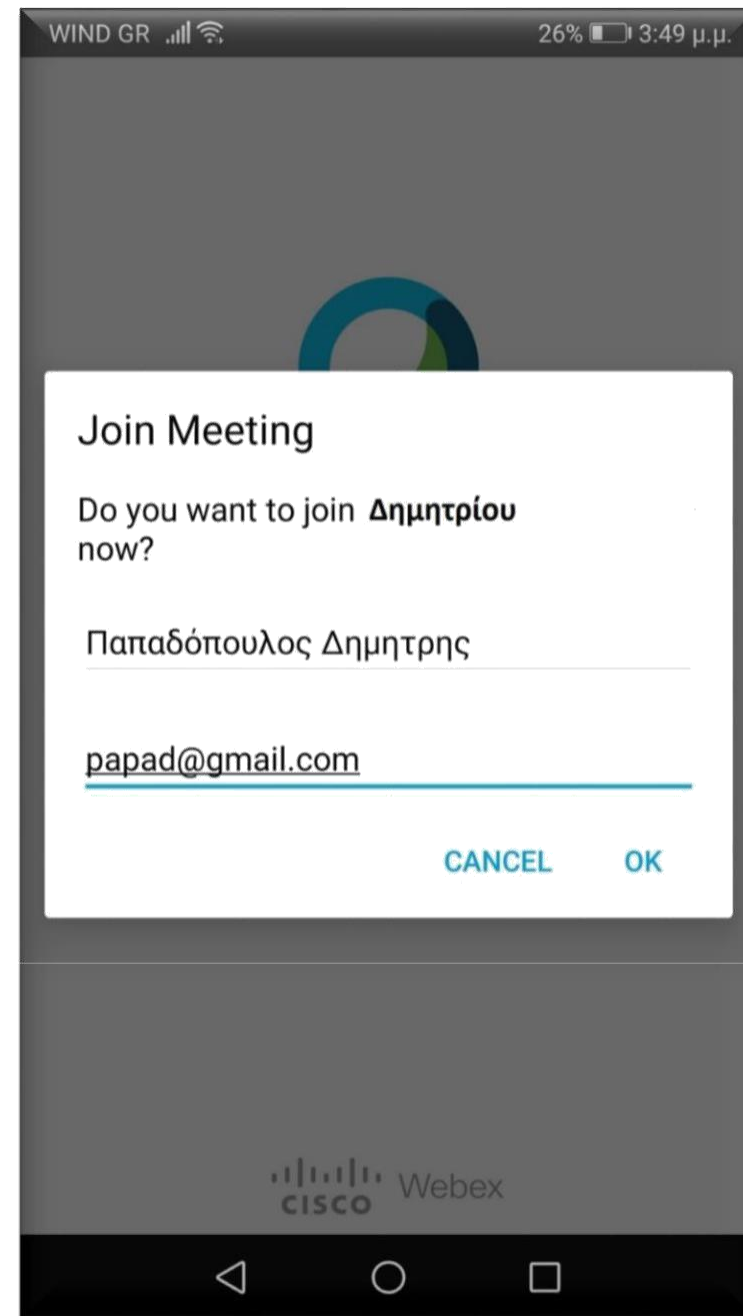 WIND GR 26% 3:49 μ.μ.
Join Meeting
Do you want to join Δημητρίου
now?
Παπαδόπουλος Δημητρης
papad@gmail.com
CANCEL OK
CISCO Webex